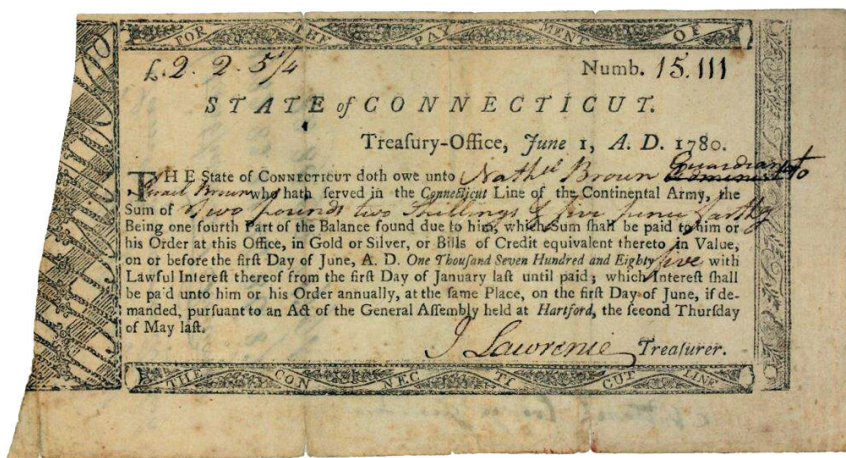 FOR THE PAYMENT OF
£. 2. 2. 5 1/4 Numb. 15.111
STATE of CONNECTICUT.
Treasury-Office, June 1, A. D. 1780.
THE State of CONNECTICUT doth owe unto Nathel Brown Guardian to
Israel Brown who hath ſerved in the Connecticut Line of the Continental Army, the
Sum of Two pounds two Shillings & five pence farthg
Being one fourth Part of the Balance found due to him, which Sum ſhall be paid to him or
his Order at this Office, in Gold or Silver, or Bills of Credit equivalent thereto in Value,
on or before the firſt Day of June, A. D. One Thouſand Seven Hundred and Eighty five with
Lawful Intereſt thereof from the firſt Day of January laſt until paid; which Intereſt ſhall
be paid unto him or his Order annually, at the ſame Place, on the firſt Day of June, if de-
manded, purſuant to an Act of the General Aſſembly held at Hartford, the ſecond Thurſday
of May laſt.
J Lawrence Treaſurer.
THE CONNECTICUT LINE